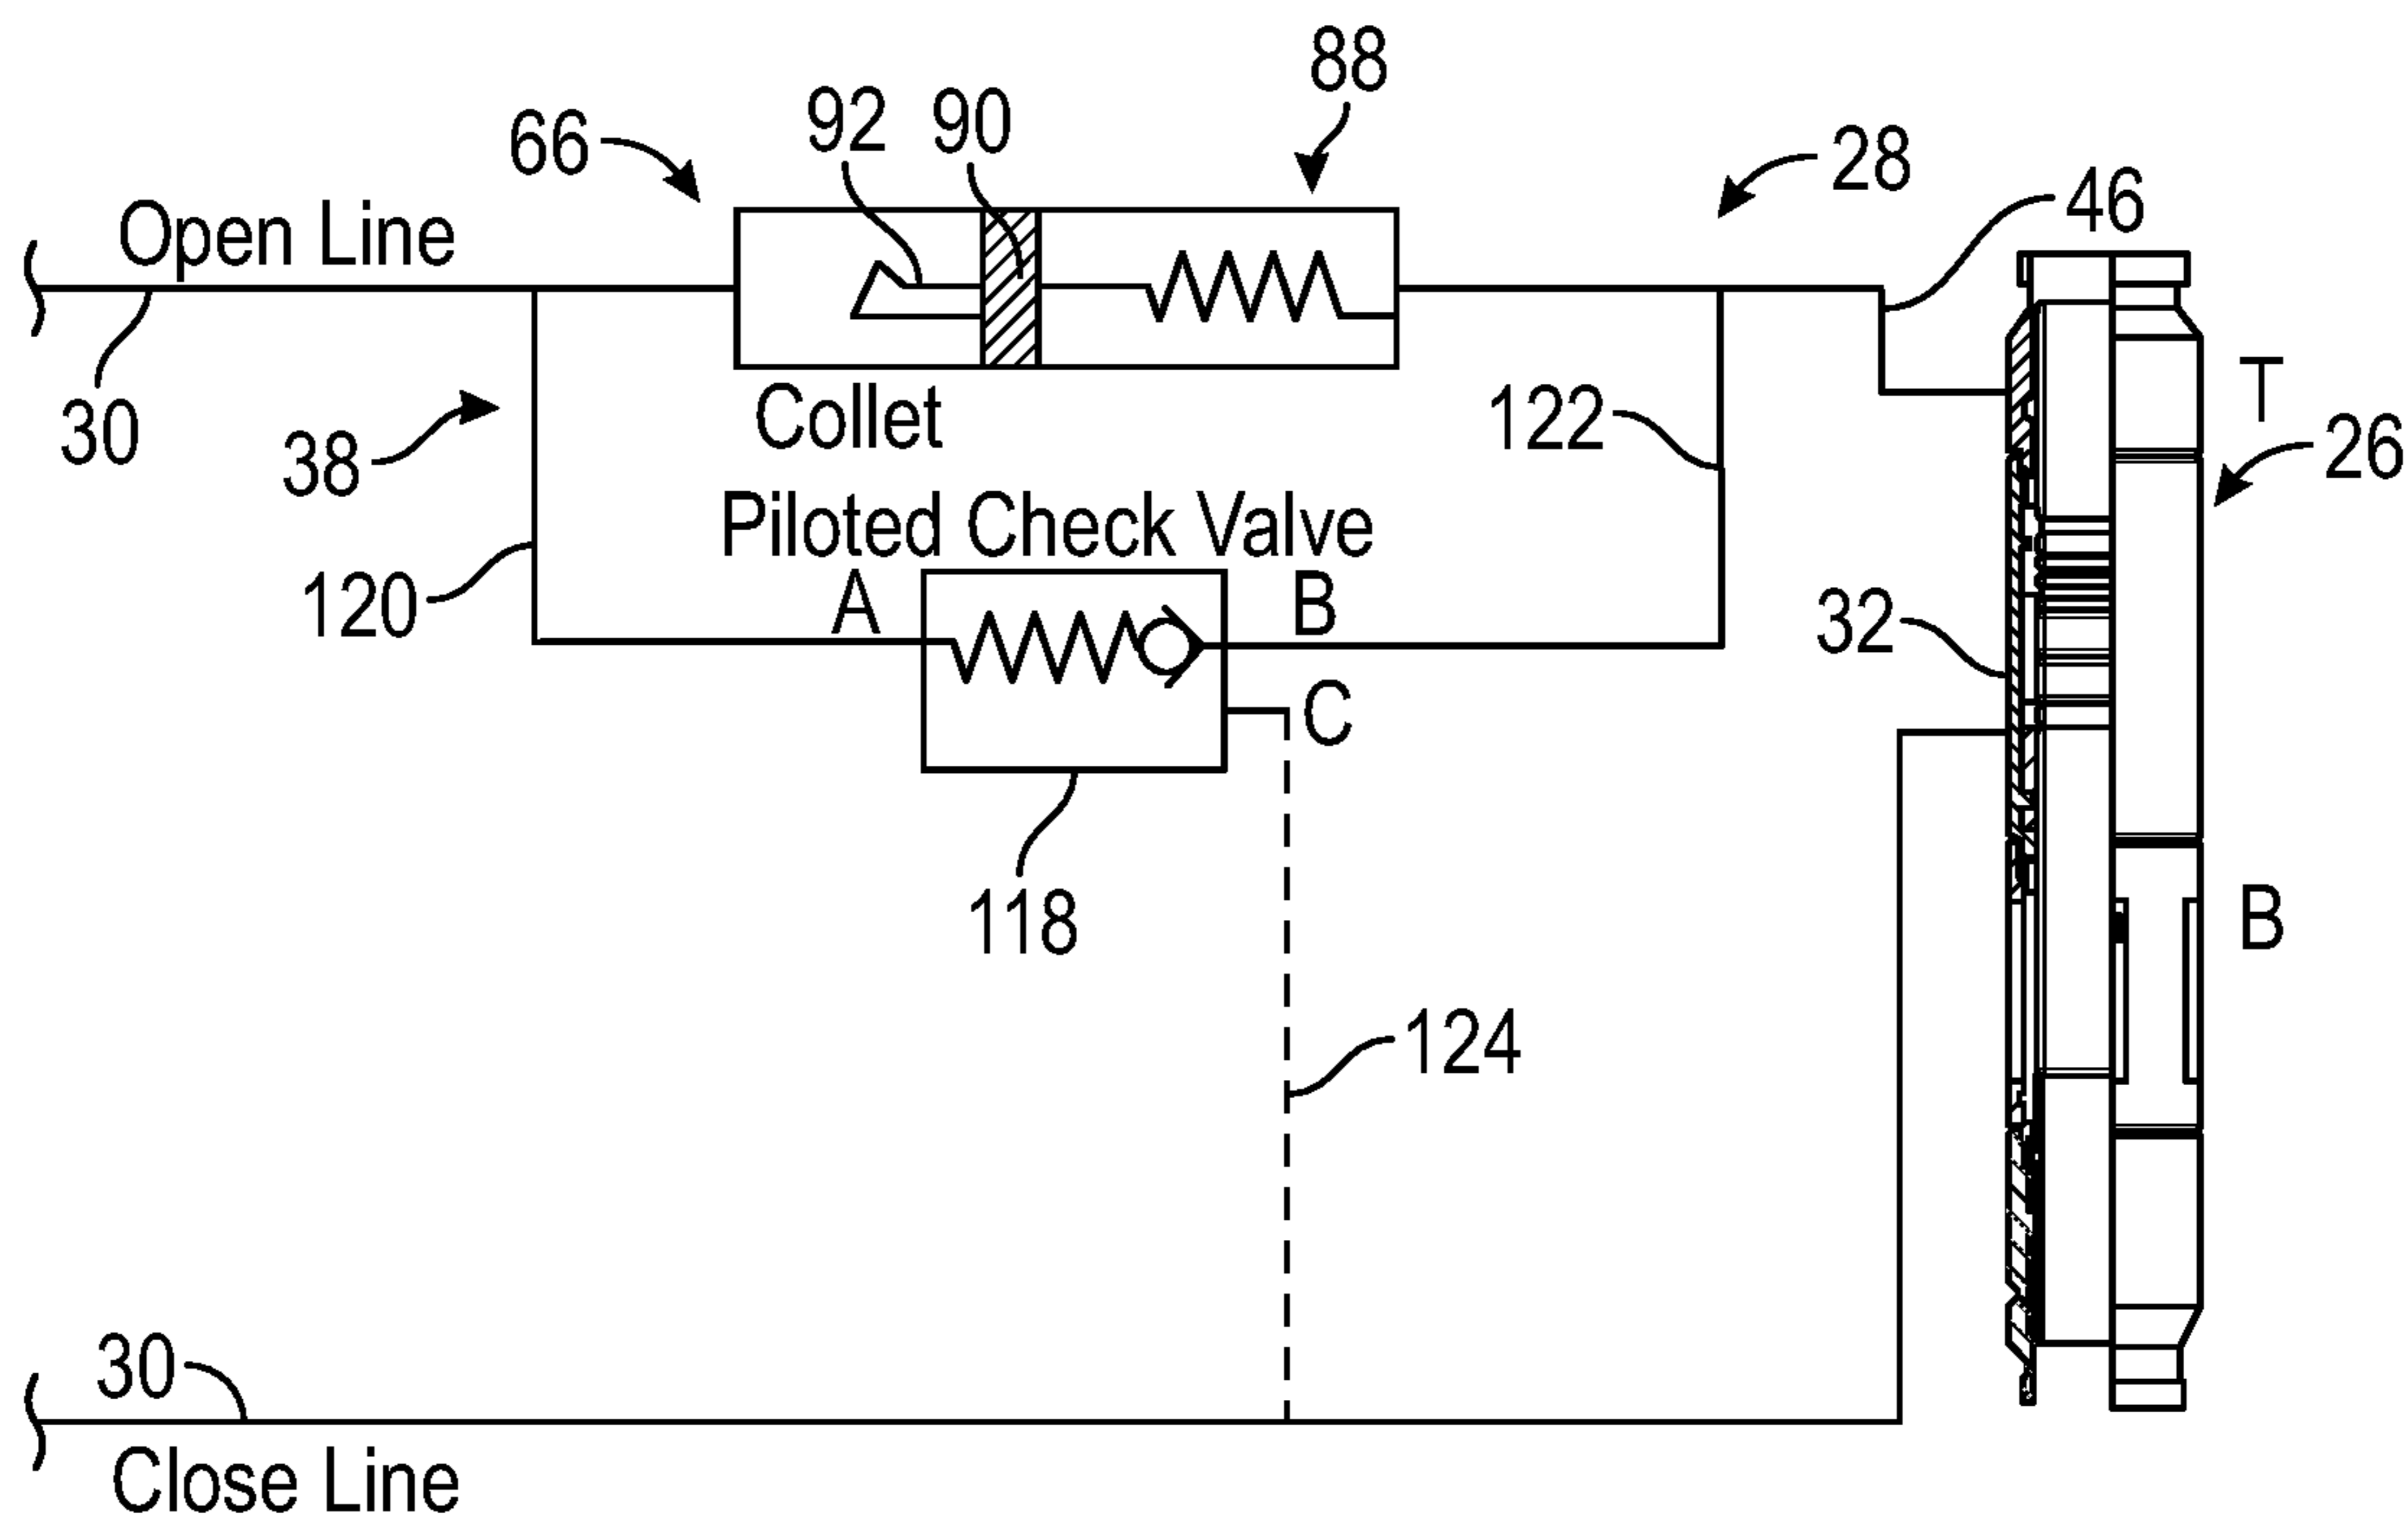 88
92
90
66
28
46
Open Line
T
30
38
Collet
122
26
Piloted Check Valve
120
A
B
32
C
118
B
124
30
Close Line